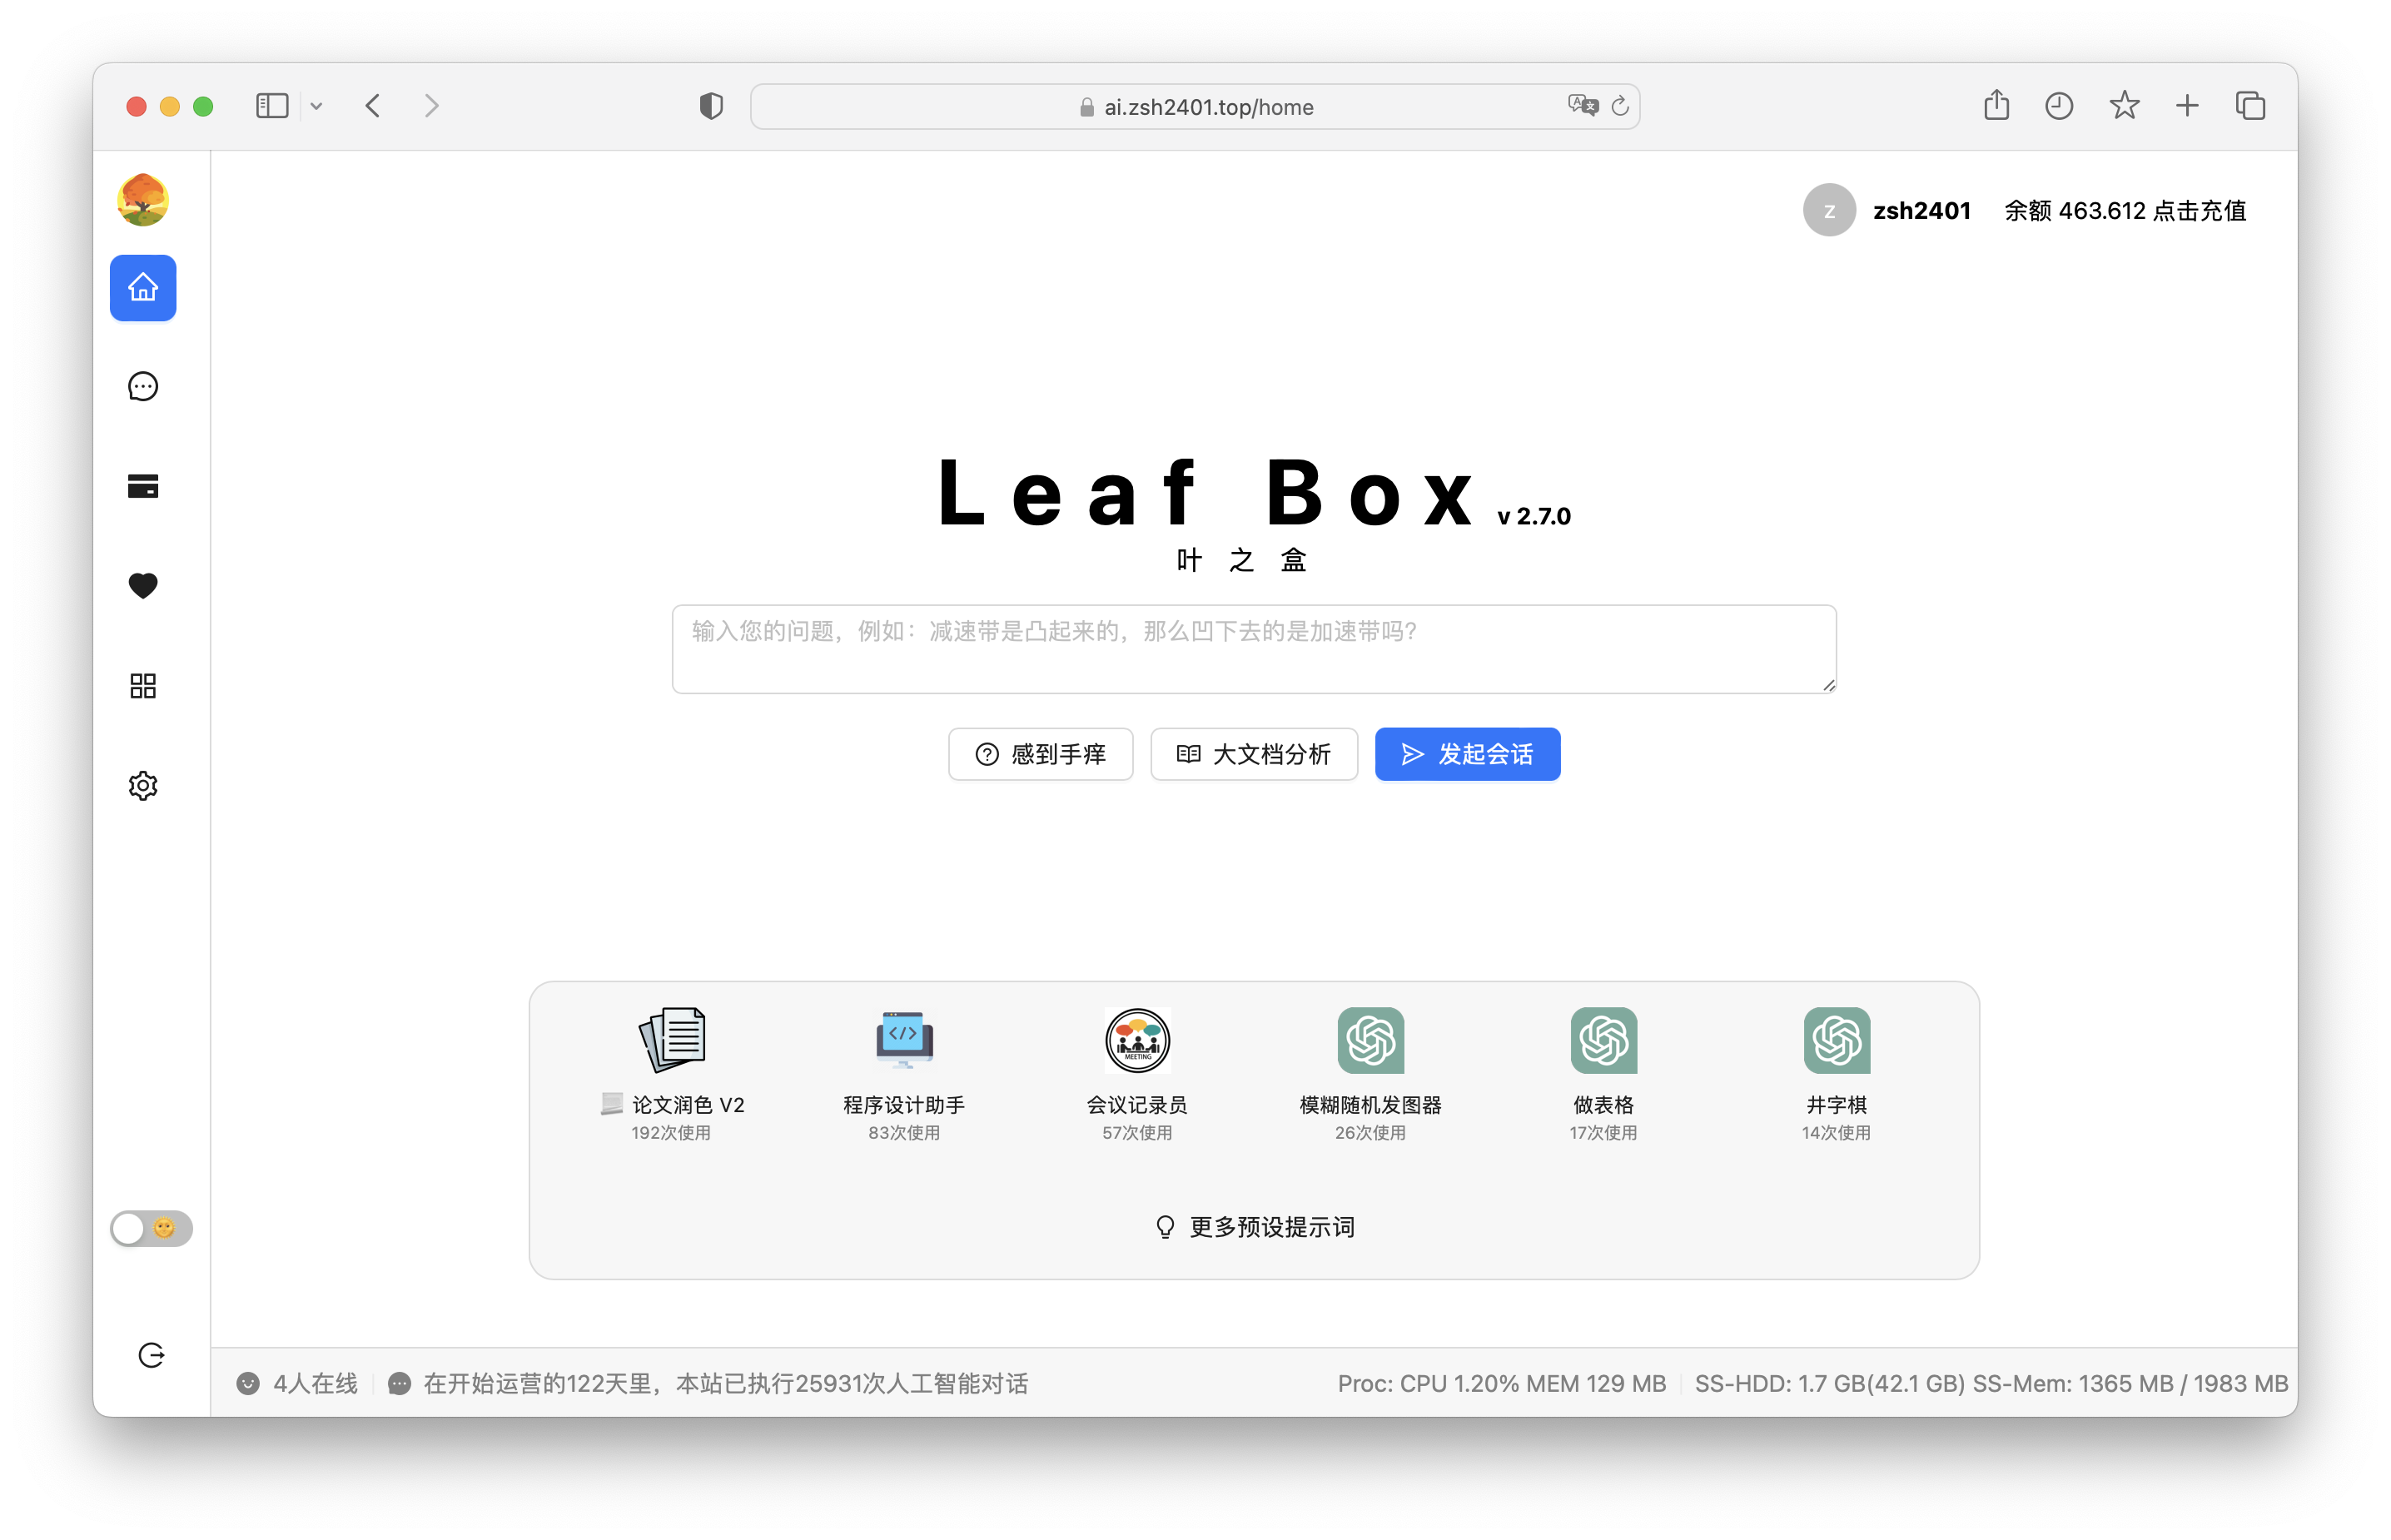 ai.zsh2401.top/home
z zsh2401 余额 463.612 点击充值
Leaf Box v 2.7.0
叶之盒
输入您的问题，例如：减速带是凸起来的，那么凹下去的是加速带吗？
感到手痒 大文档分析 发起会话
MEETING
论文润色 V2 程序设计助手 会议记录员 模糊随机发图器 做表格 井字棋
192次使用 83次使用 57次使用 26次使用 17次使用 14次使用
更多预设提示词
4人在线 在开始运营的122天里，本站已执行25931次人工智能对话 Proc: CPU 1.20% MEM 129 MB SS-HDD: 1.7 GB(42.1 GB) SS-Mem: 1365 MB / 1983 MB